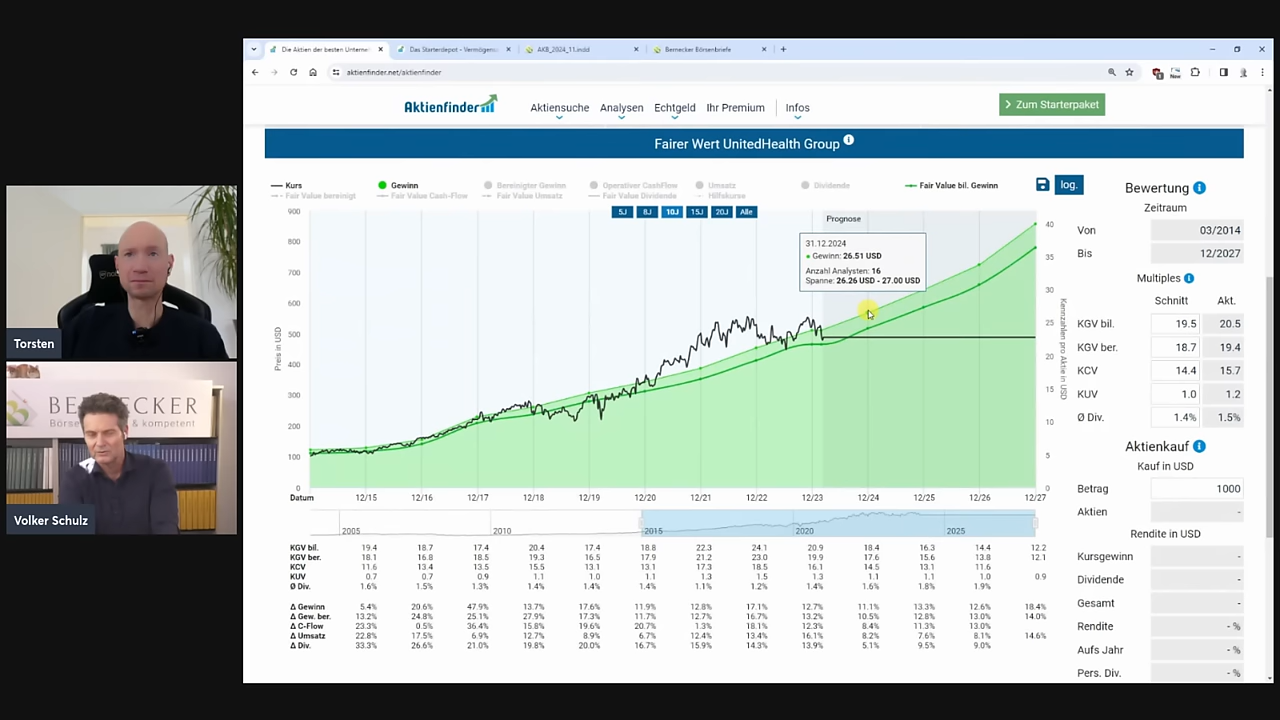 Die Aktien der besten Unterne
Das Starterdepot - Vermögens
AKB_2024_11.indd
Bernecker Börsenbriefe
aktienfinder.net/aktienfinder
Aktienfinder
Aktiensuche
Analysen
Echtgeld
Ihr Premium
Infos
Zum Starterpaket
Fairer Wert UnitedHealth Group
Kurs
Gewinn
Bereinigter Gewinn
Operativer CashFlow
Umsatz
Dividende
Fair Value bil. Gewinn
Fair Value bereinigt
Fair Value Cash-Flow
Fair Value Umsatz
Fair Value Dividende
Hilfskurse
log.
5J 8J 10J 15J 20J Alle
Prognose
31.12.2024
Gewinn: 26.51 USD
Anzahl Analysten: 16
Spanne: 26.26 USD - 27.00 USD
Preis in USD
900
800
700
600
500
400
300
200
100
0
Kennzahlen pro Aktie in USD
40
35
30
25
20
15
10
5
0
Datum 12/15 12/16 12/17 12/18 12/19 12/20 12/21 12/22 12/23 12/24 12/25 12/26 12/27
2005 2010 2015 2020 2025
KGV bil. 19.4 18.7 17.4 20.4 17.4 18.8 22.3 24.1 20.9 18.4 16.3 14.4 12.2
KGV ber. 18.1 16.8 18.5 19.3 16.5 17.9 21.2 23.0 19.9 17.6 15.6 13.8 12.1
KCV 11.6 13.4 13.5 15.5 13.1 13.1 17.3 18.5 16.1 14.5 13.1 11.6
KUV 0.7 0.7 0.9 1.1 1.0 1.1 1.3 1.5 1.3 1.1 1.1 1.0 0.9
Ø Div. 1.6% 1.5% 1.3% 1.4% 1.4% 1.4% 1.1% 1.2% 1.4% 1.6% 1.8% 1.9%
Δ Gewinn 5.4% 20.6% 47.9% 13.7% 17.6% 11.9% 12.8% 17.1% 12.7% 11.1% 13.3% 12.6% 18.4%
Δ Gew. ber. 13.2% 24.8% 25.1% 27.9% 17.3% 11.7% 12.7% 16.7% 13.2% 10.5% 12.8% 13.0% 14.0%
Δ C-Flow 23.3% 0.5% 36.4% 15.8% 19.6% 20.7% 1.3% 18.1% 12.3% 8.4% 11.3% 13.0%
Δ Umsatz 22.8% 17.5% 6.9% 12.7% 8.9% 6.7% 12.4% 13.4% 16.1% 8.2% 7.6% 8.1% 14.6%
Δ Div. 33.3% 26.6% 21.0% 19.8% 20.0% 16.7% 15.9% 14.3% 13.9% 5.1% 9.5% 9.0%
Bewertung
Zeitraum
Von 03/2014
Bis 12/2027
Multiples
Schnitt Akt.
KGV bil. 19.5 20.5
KGV ber. 18.7 19.4
KCV 14.4 15.7
KUV 1.0 1.2
Ø Div. 1.4% 1.5%
Aktienkauf
Kauf in USD
Betrag 1000
Aktien -
Rendite in USD
Kursgewinn -
Dividende -
Gesamt -
Rendite - %
Aufs Jahr - %
Pers. Div. - %
Torsten
BERNECKER
& kompetent
Volker Schulz